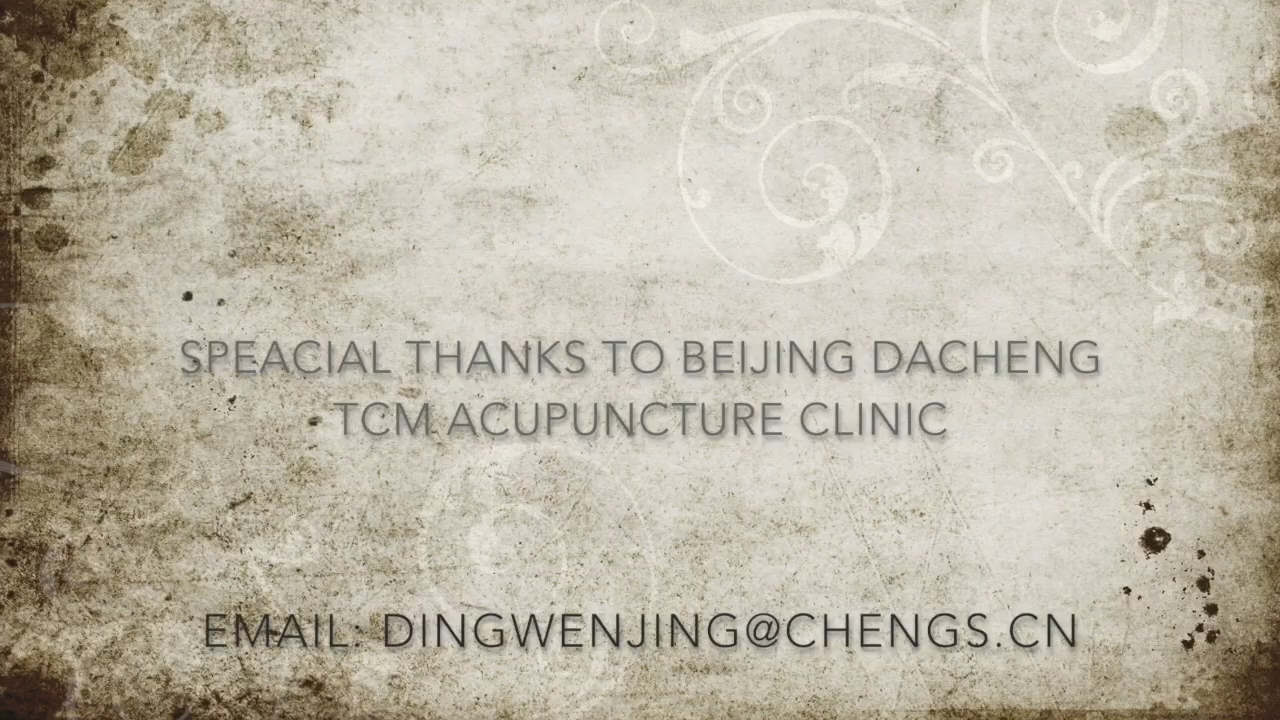 SPEACIAL THANKS TO BEIJING DACHENG
TCM ACUPUNCTURE CLINIC
EMAIL: DINGWENJING@CHENGS.CN